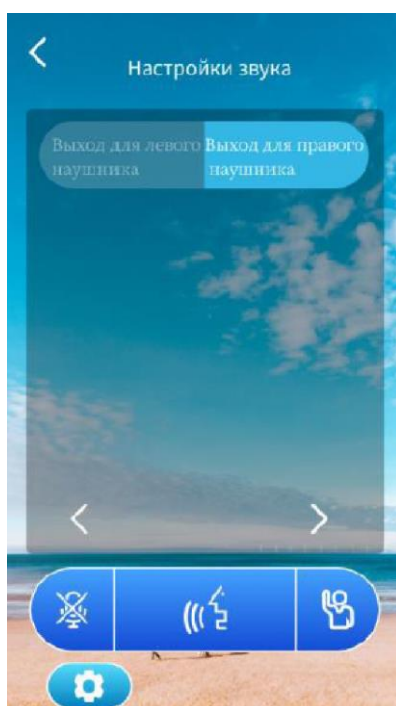 Настройки звука
Выход для левого
наушника
Выход для правого
наушника